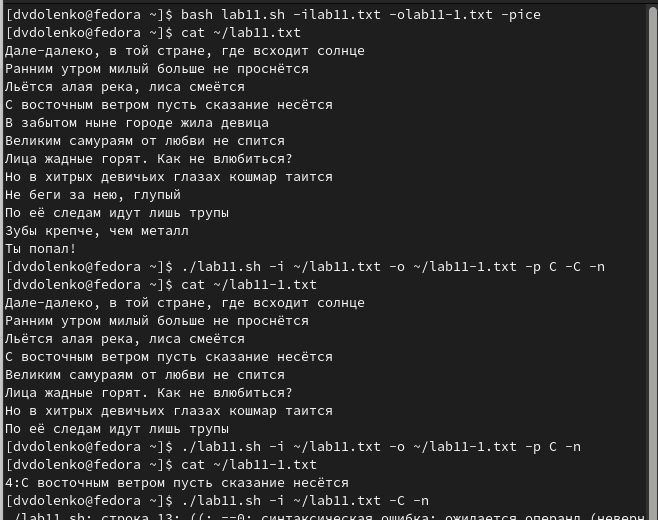 [dvdolenko@fedora ~]$ bash lab11.sh -ilab11.txt -olab11-1.txt -pice
[dvdolenko@fedora ~]$ cat ~/lab11.txt
Дале-далеко, в той стране, где всходит солнце
Ранним утром милый больше не проснётся
Льётся алая река, лиса смеётся
С восточным ветром пусть сказание несётся
В забытом ныне городе жила девица
Великим самураям от любви не спится
Лица жадные горят. Как не влюбиться?
Но в хитрых девичьих глазах кошмар таится
Не беги за нею, глупый
По её следам идут лишь трупы
Зубы крепче, чем металл
Ты попал!
[dvdolenko@fedora ~]$ ./lab11.sh -i ~/lab11.txt -o ~/lab11-1.txt -p С -C -n
[dvdolenko@fedora ~]$ cat ~/lab11-1.txt
Дале-далеко, в той стране, где всходит солнце
Ранним утром милый больше не проснётся
Льётся алая река, лиса смеётся
С восточным ветром пусть сказание несётся
Великим самураям от любви не спится
Лица жадные горят. Как не влюбиться?
Но в хитрых девичьих глазах кошмар таится
По её следам идут лишь трупы
[dvdolenko@fedora ~]$ ./lab11.sh -i ~/lab11.txt -o ~/lab11-1.txt -p С -n
[dvdolenko@fedora ~]$ cat ~/lab11-1.txt
4:С восточным ветром пусть сказание несётся
[dvdolenko@fedora ~]$ ./lab11.sh -i ~/lab11.txt -C -n
./lab11.sh: строка 13: ((: ==0: синтаксическая ошибка: ожидается операнд (неверн